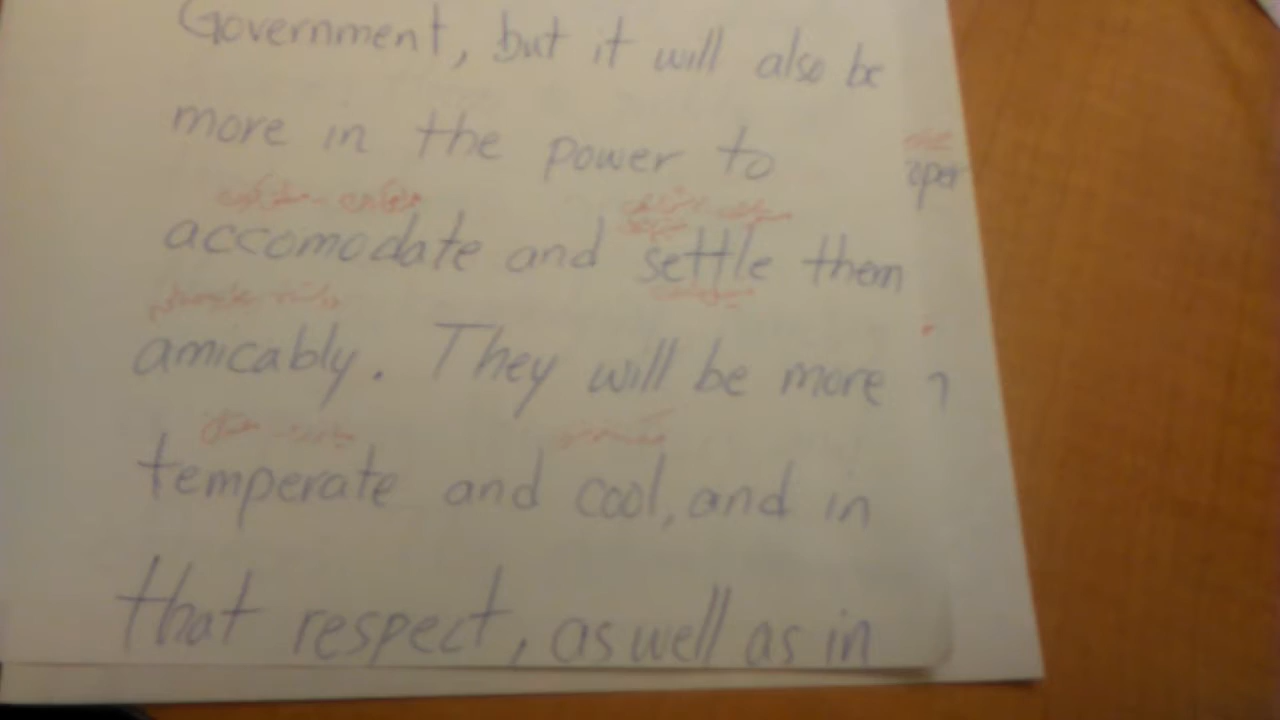 Government, but it will also be
more in the power to
accomodate and settle them
amicably. They will be more
temperate and cool, and in
that respect, as well as in
oper